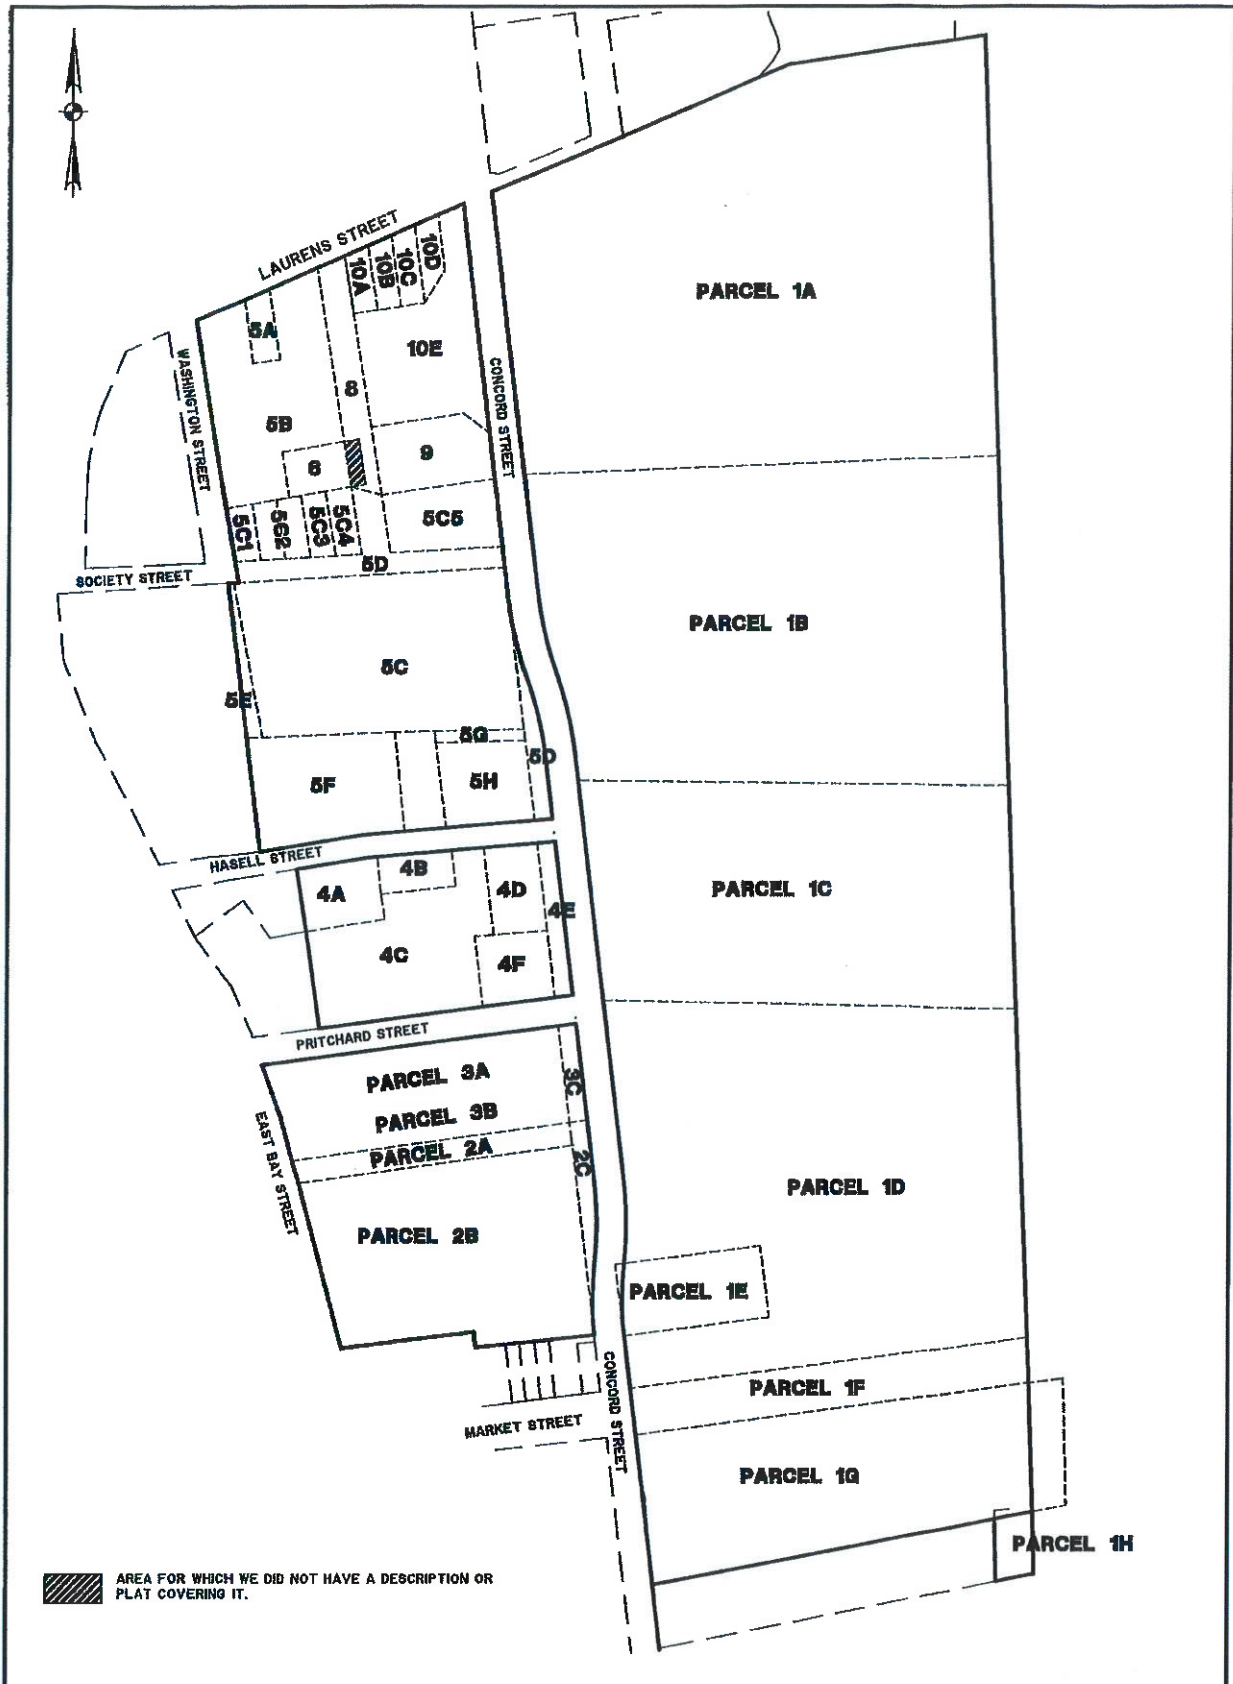 LAURENS STREET
10A
10B
10C
10D
PARCEL 1A
5A
10E
WASHINGTON STREET
CONCORD STREET
8
5B
9
6
5C1
5C2
5C3
5C4
5C5
5D
SOCIETY STREET
PARCEL 1B
5C
5E
5G
5D
5F
5H
HASELL STREET
4B
4A
4D
4E
PARCEL 1C
4C
4F
PRITCHARD STREET
PARCEL 3A
3C
PARCEL 3B
EAST BAY STREET
PARCEL 2A
2C
PARCEL 1D
PARCEL 2B
PARCEL 1E
CONCORD STREET
PARCEL 1F
MARKET STREET
PARCEL 1G
PARCEL 1H
AREA FOR WHICH WE DID NOT HAVE A DESCRIPTION OR
PLAT COVERING IT.